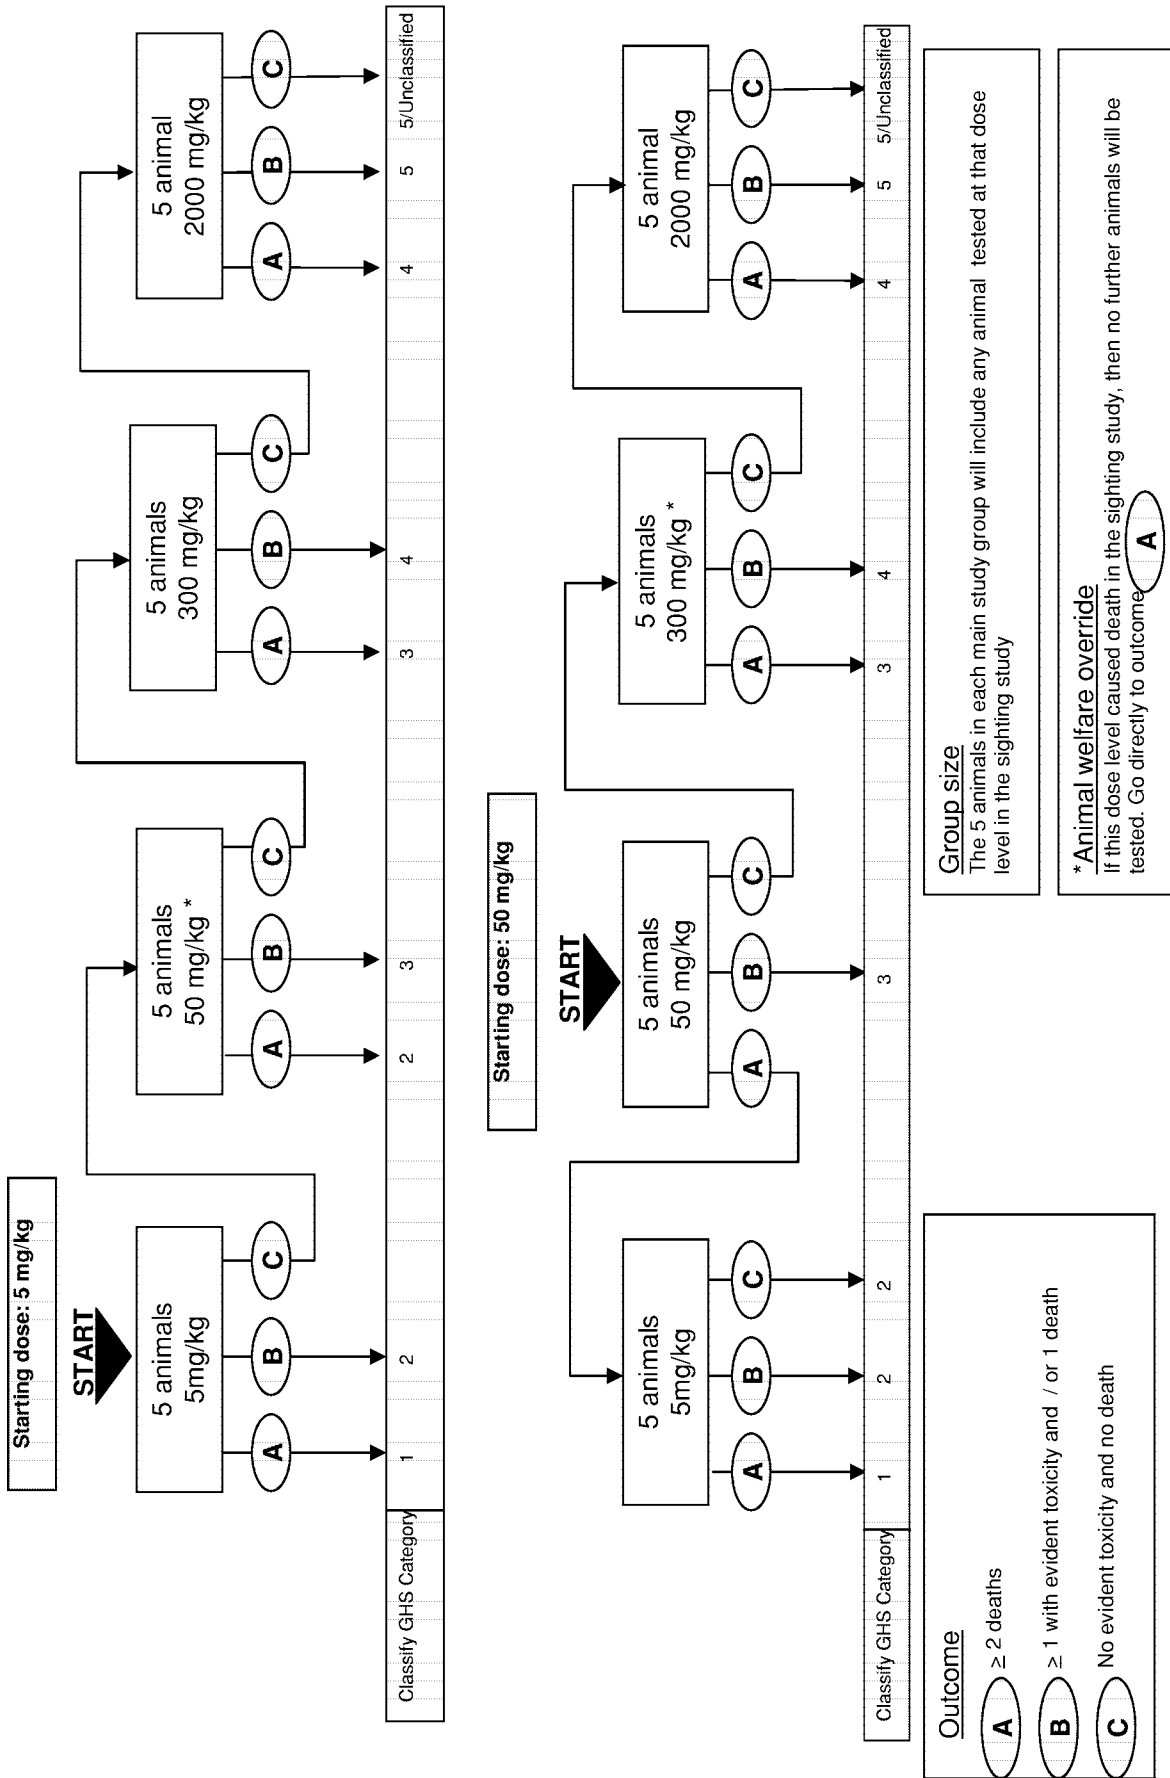 Starting dose: 5 mg/kg
START
5 animals
5mg/kg
A
B
C
5 animals
50 mg/kg *
A
B
C
5 animals
300 mg/kg
A
B
C
5 animal
2000 mg/kg
A
B
C
Classify GHS Category
1
2
2
3
3
4
4
5
5/Unclassified
Starting dose: 50 mg/kg
START
5 animals
5mg/kg
A
B
C
5 animals
50 mg/kg
A
B
C
5 animals
300 mg/kg *
A
B
C
5 animal
2000 mg/kg
A
B
C
Classify GHS Category
1
2
2
3
3
4
4
5
5/Unclassified
Outcome
A ≥ 2 deaths
B ≥ 1 with evident toxicity and / or 1 death
C No evident toxicity and no death
Group size
The 5 animals in each main study group will include any animal tested at that dose
level in the sighting study
*Animal welfare override
If this dose level caused death in the sighting study, then no further animals will be
tested. Go directly to outcome A